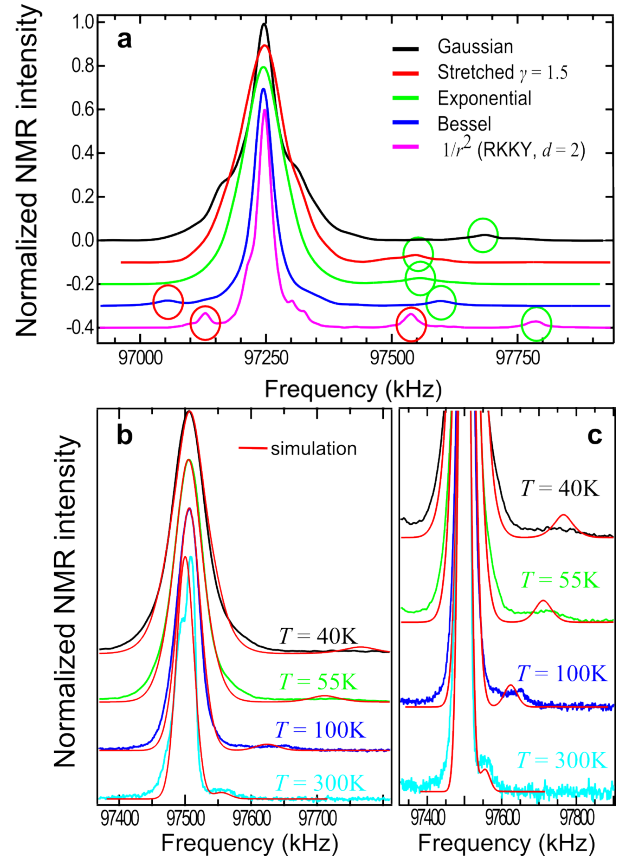 a
Normalized NMR intensity
1.0
0.8
0.6
0.4
0.2
0.0
-0.2
-0.4
Gaussian
Stretched γ = 1.5
Exponential
Bessel
1/r² (RKKY, d = 2)
97000
97250
97500
97750
Frequency (kHz)
b
Normalized NMR intensity
simulation
T = 40K
T = 55K
T = 100K
T = 300K
97400
97500
97600
97700
Frequency (kHz)
c
T = 40K
T = 55K
T = 100K
T = 300K
97400
97600
97800
Frequency (kHz)